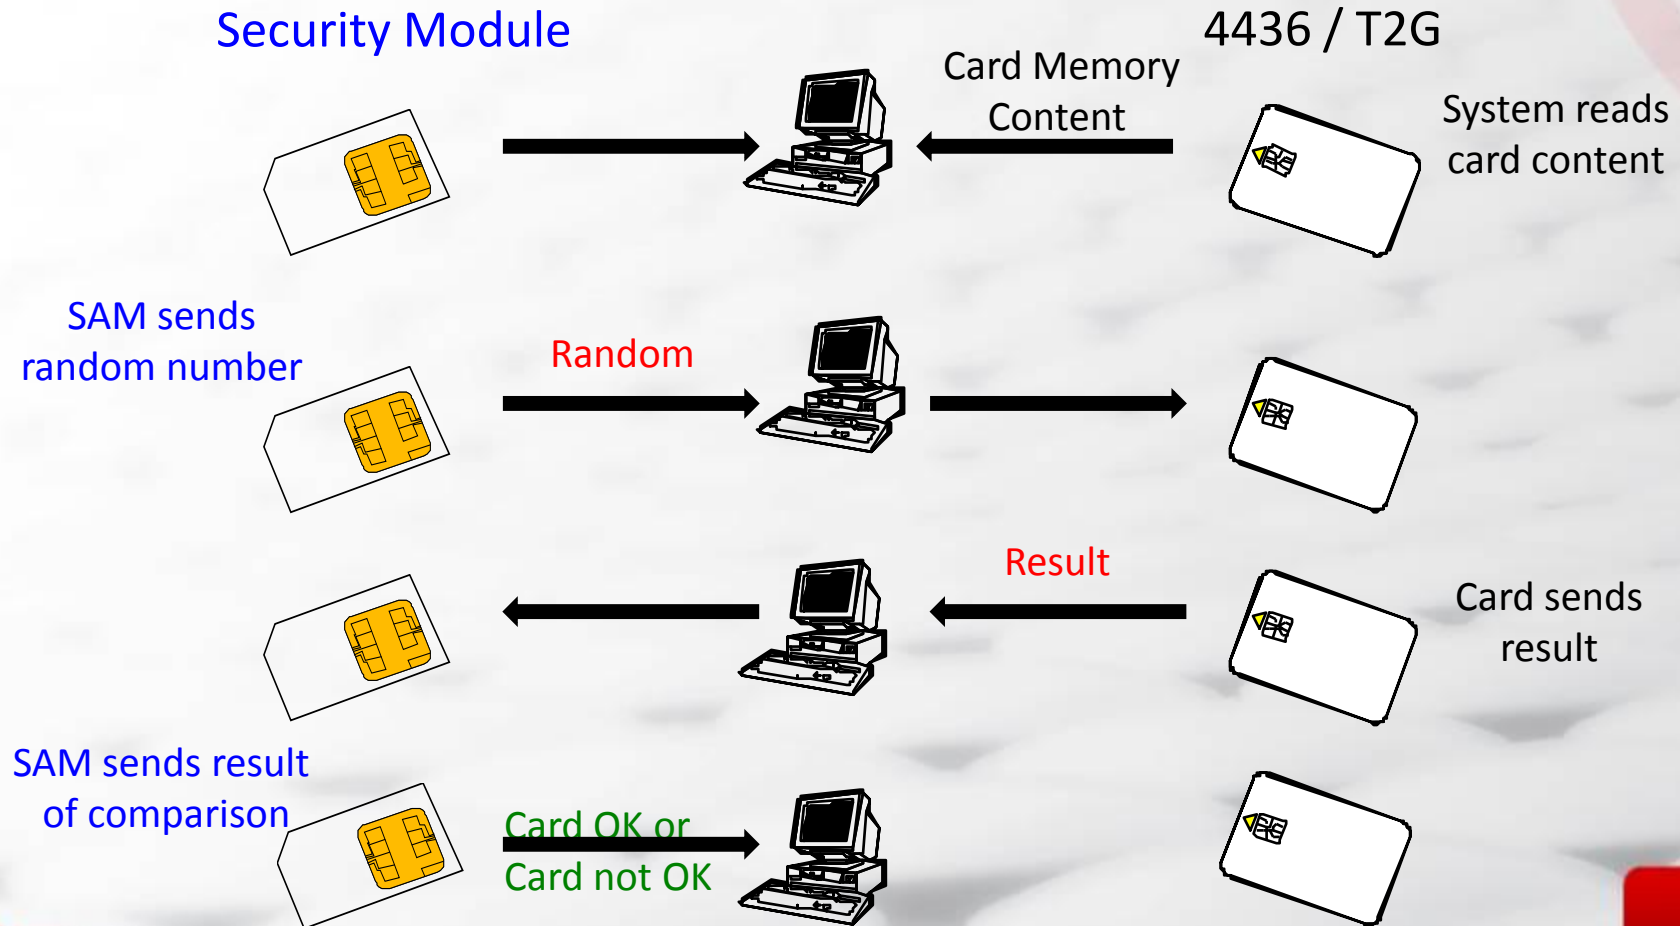 Security Module
4436 / T2G
Card Memory
Content
System reads
card content
SAM sends
random number
Random
Result
Card sends
result
SAM sends result
of comparison
Card OK or
Card not OK